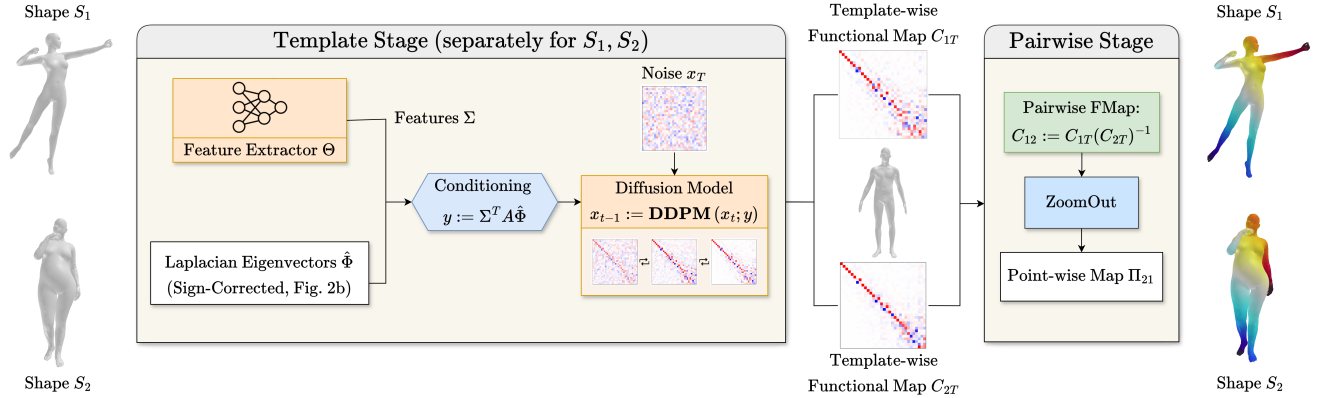 Shape $S_1$
Shape $S_2$
Template Stage (separately for $S_1, S_2$)
Feature Extractor Θ
Features Σ
Laplacian Eigenvectors $\hat{\Phi}$
(Sign-Corrected, Fig. 2b)
Conditioning
$y := \Sigma^T A \hat{\Phi}$
Noise $x_T$
Diffusion Model
$x_{t-1} := \mathbf{DDPM}(x_t; y)$
Template-wise
Functional Map $C_{1T}$
Template-wise
Functional Map $C_{2T}$
Pairwise Stage
Pairwise FMap:
$C_{12} := C_{1T}(C_{2T})^{-1}$
ZoomOut
Point-wise Map $\Pi_{21}$
Shape $S_1$
Shape $S_2$